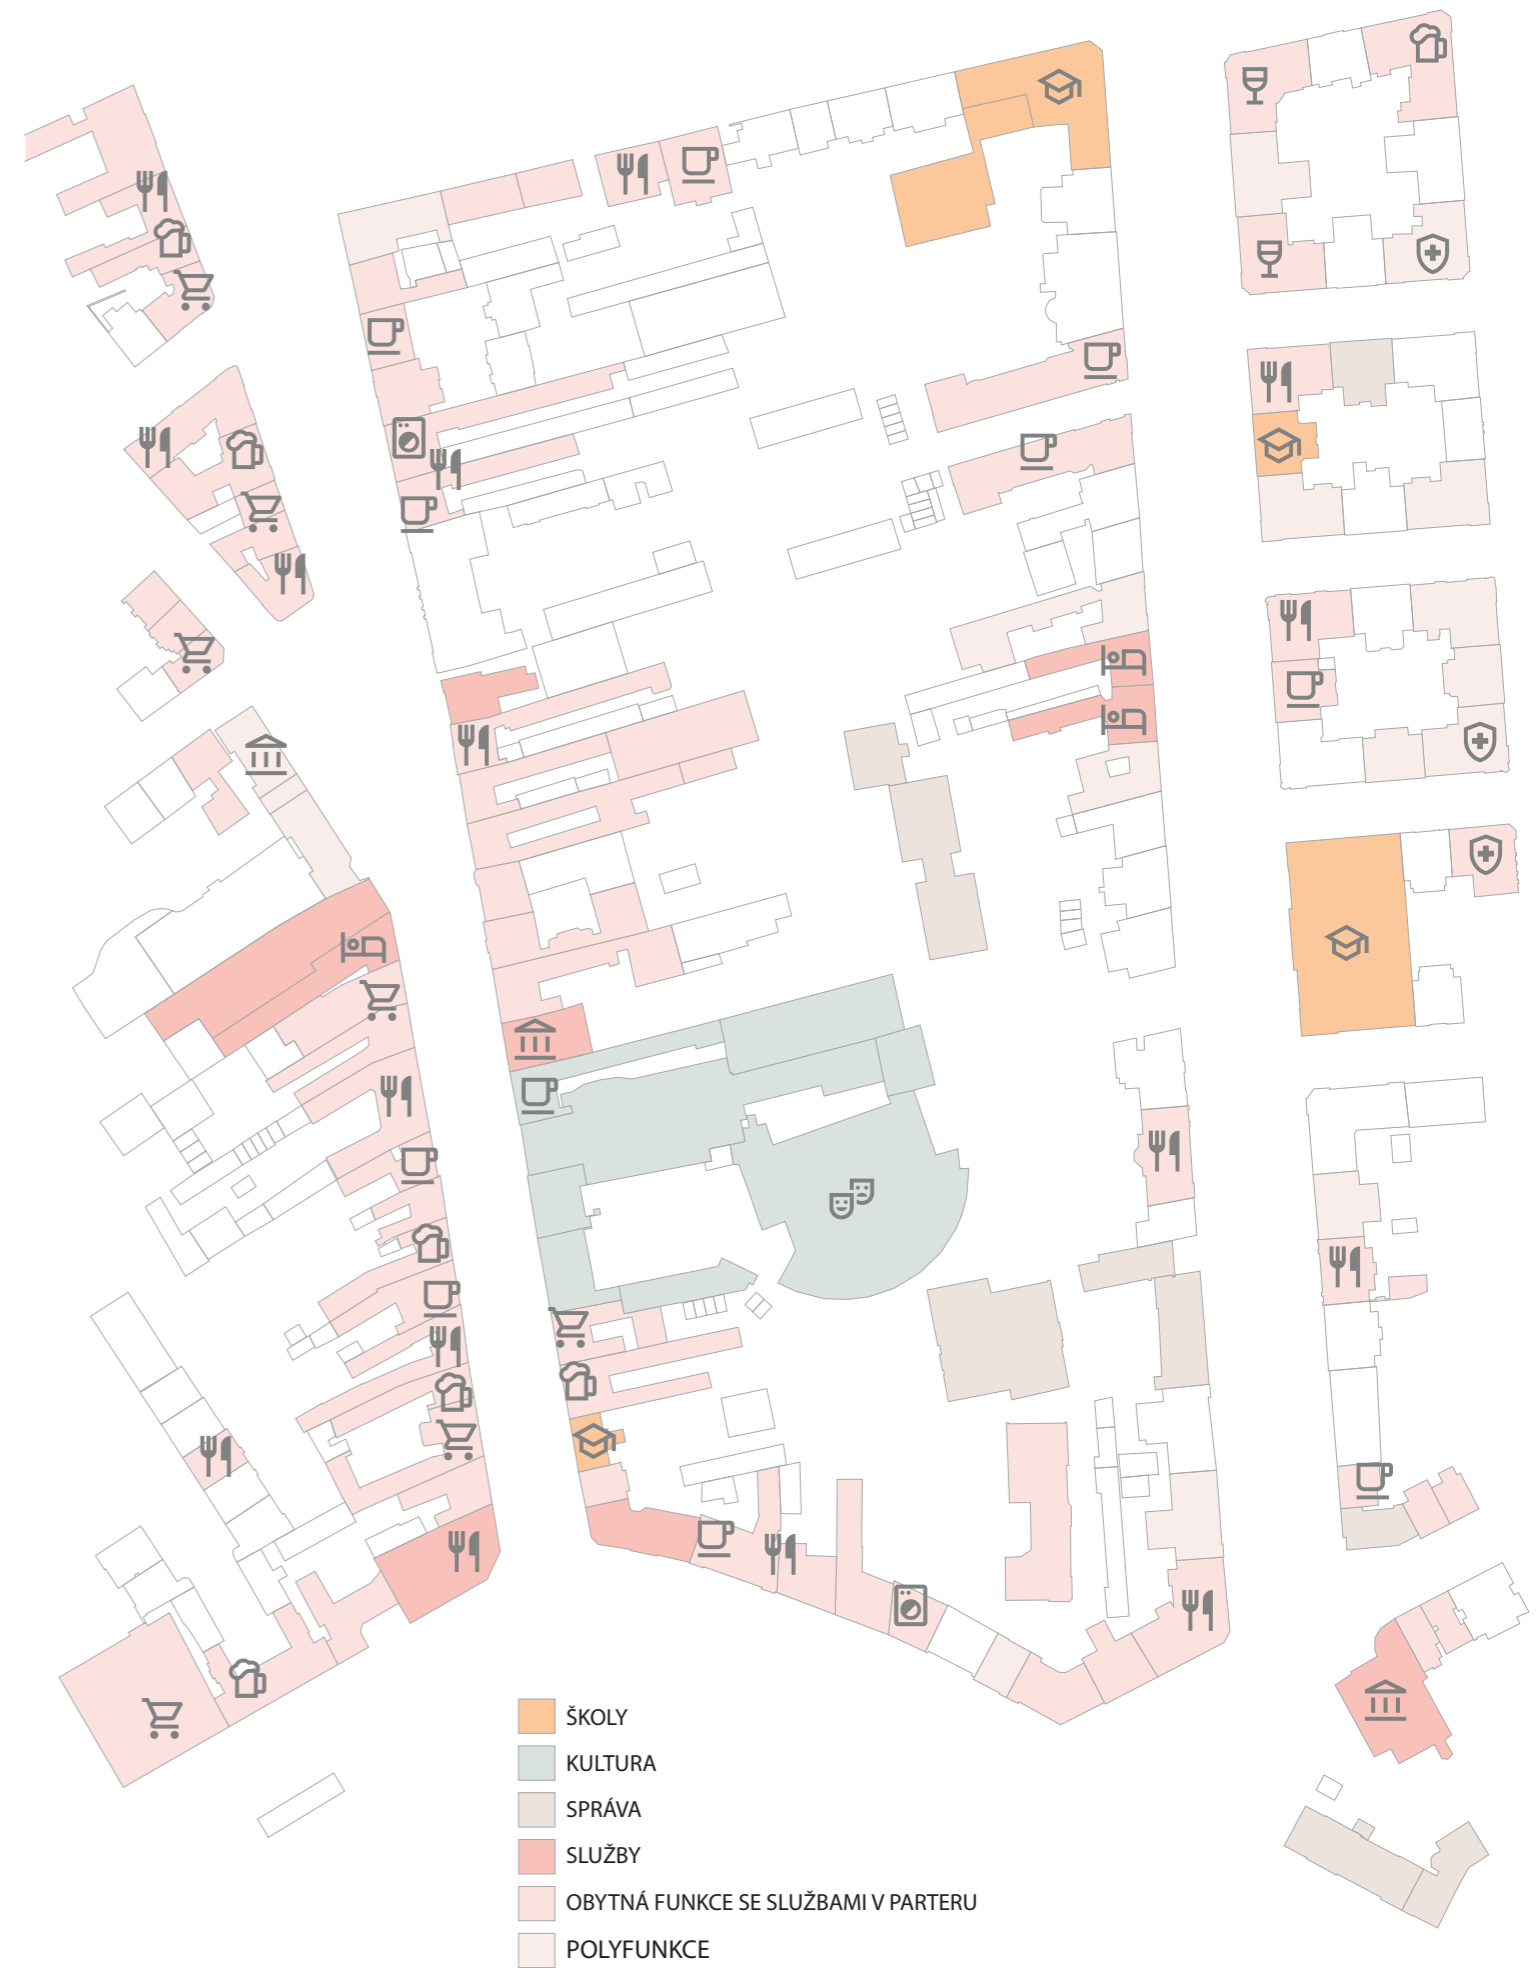 ŠKOLY
KULTURA
SPRÁVA
SLUŽBY
OBYTNÁ FUNKCE SE SLUŽBAMI V PARTERU
POLYFUNKCE